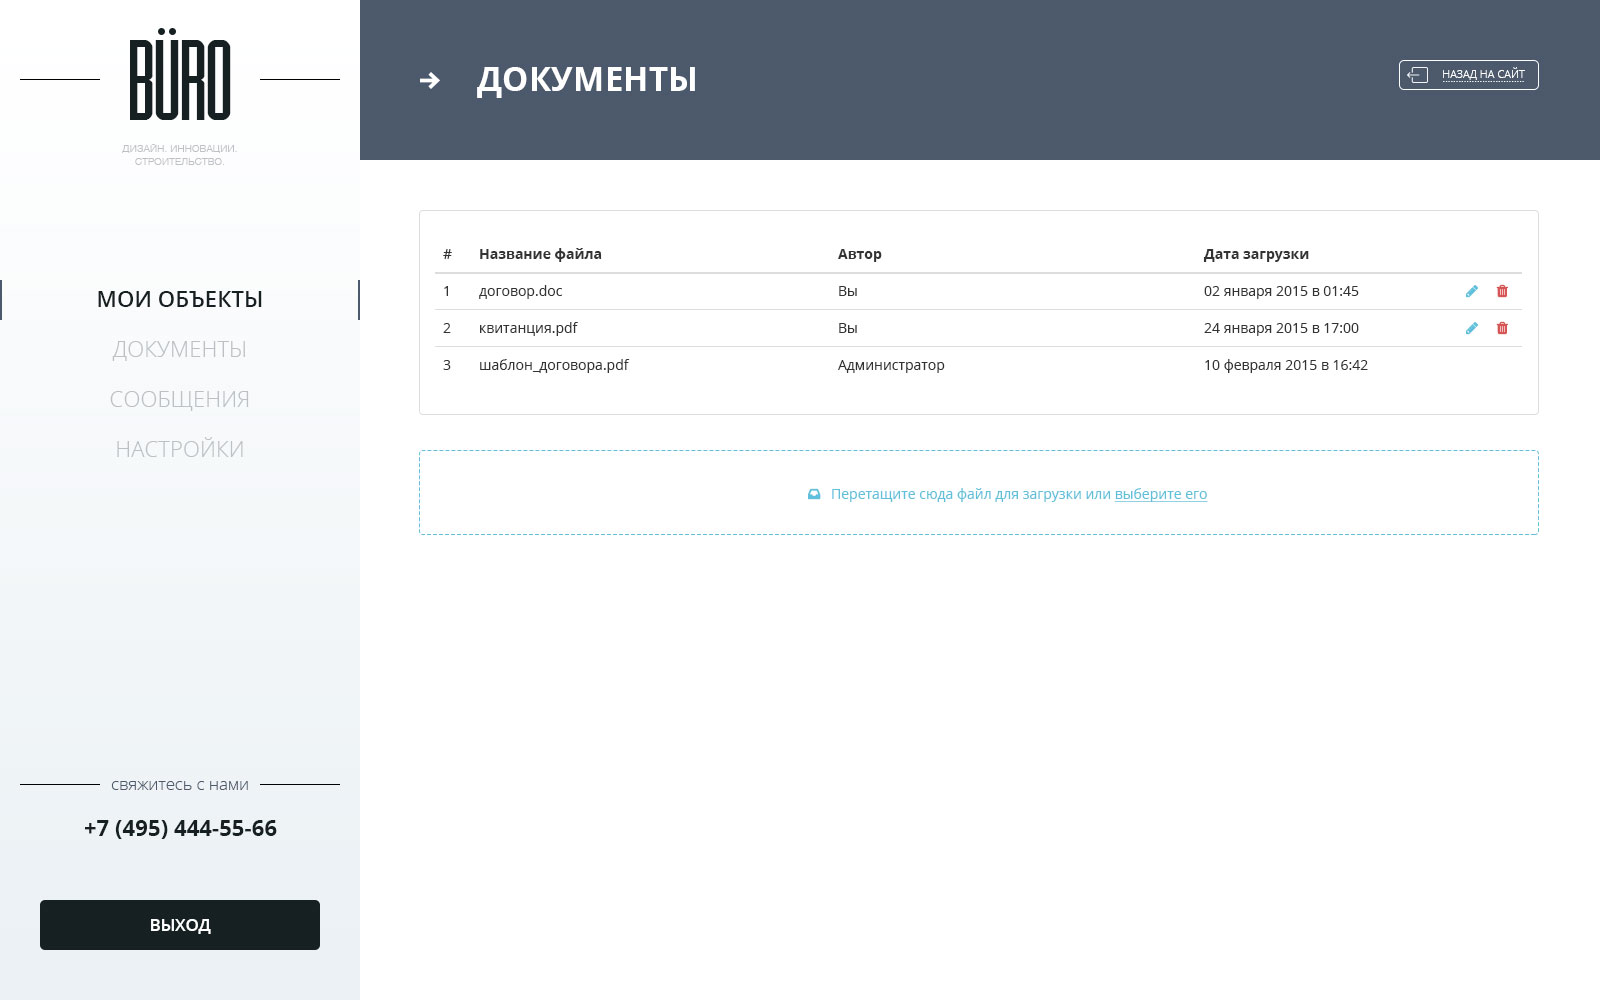 BÜRO
ДИЗАЙН. ИННОВАЦИИ.
СТРОИТЕЛЬСТВО.
МОИ ОБЪЕКТЫ
ДОКУМЕНТЫ
СООБЩЕНИЯ
НАСТРОЙКИ
свяжитесь с нами
+7 (495) 444-55-66
ВЫХОД
ДОКУМЕНТЫ
НАЗАД НА САЙТ
# Название файла Автор Дата загрузки
1 договор.doc Вы 02 января 2015 в 01:45
2 квитанция.pdf Вы 24 января 2015 в 17:00
3 шаблон_договора.pdf Администратор 10 февраля 2015 в 16:42
Перетащите сюда файл для загрузки или выберите его